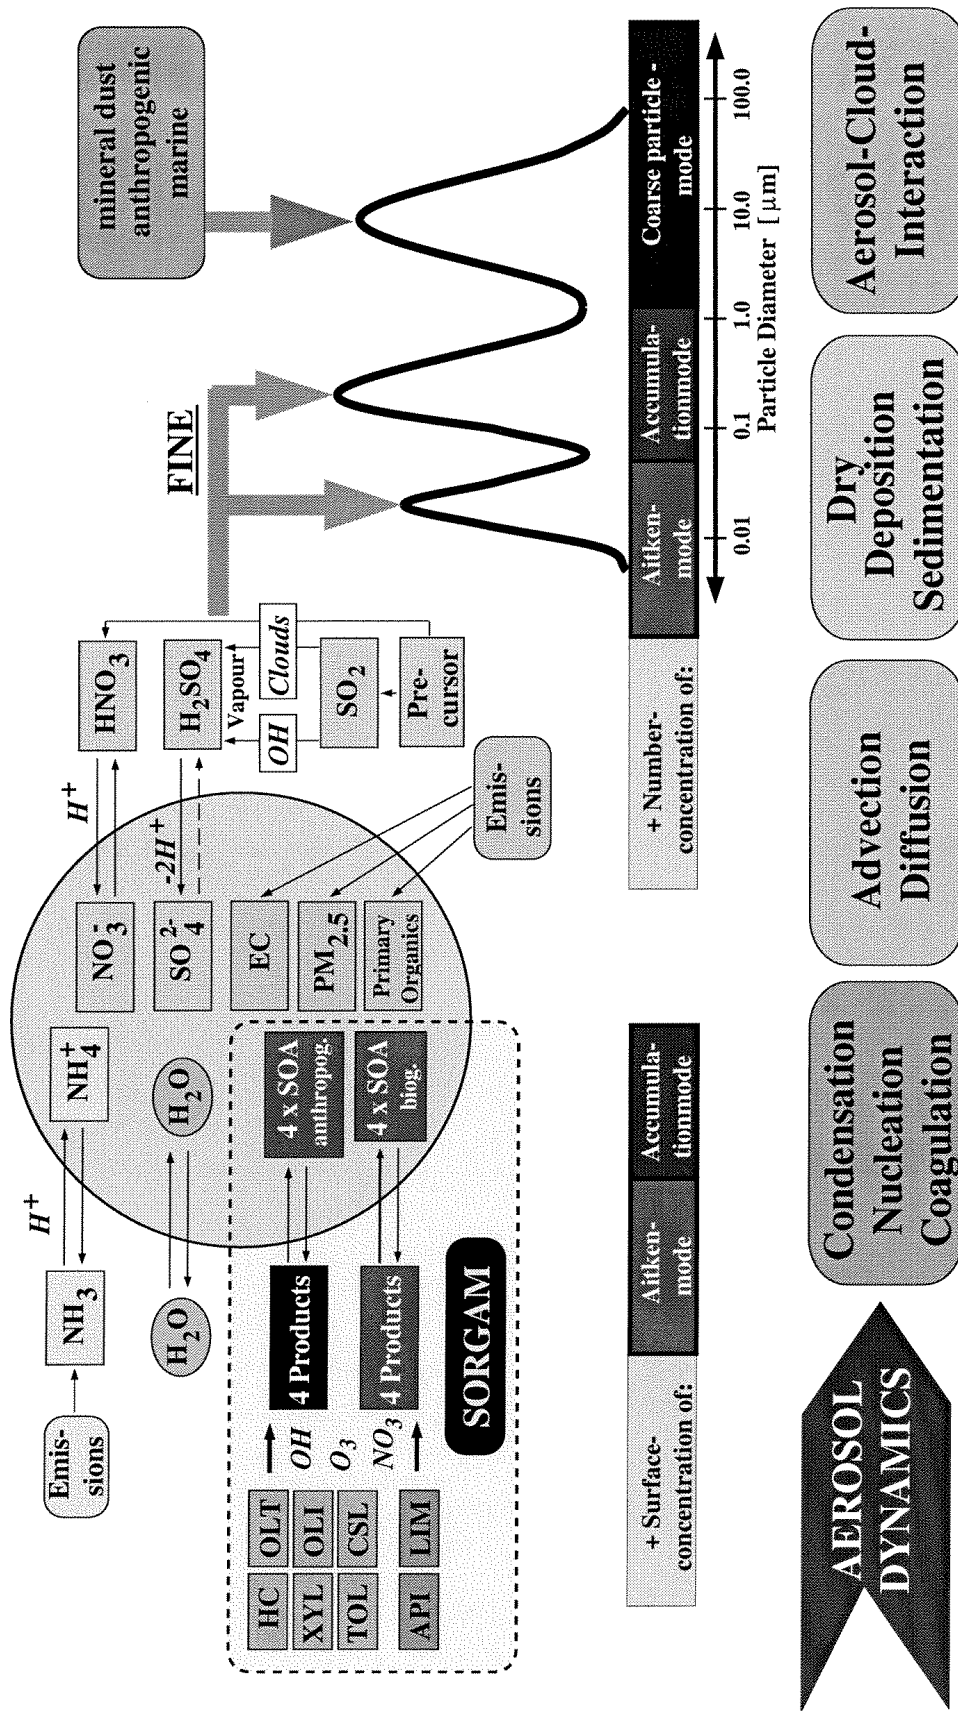 Emis-
sions
NH3
H+
NH4+
NO3-
H+
HNO3
H2O
H2O
SO4 2-
-2H+
H2SO4
Vapour
OH
Clouds
SO2
Pre-
cursor
EC
PM2.5
Primary
Organics
Emis-
sions
HC
OLT
XYL
OLI
TOL
CSL
API
LIM
OH
O3
NO3
4 Products
4 Products
4 x SOA
anthropog.
4 x SOA
biog.
SORGAM
FINE
mineral dust
anthropogenic
marine
+ Surface-
concentration of:
Aitken-
mode
Accumula-
tionmode
+ Number-
concentration of:
Aitken-
mode
Accumula-
tionmode
Coarse particle -
mode
0.01
0.1
1.0
10.0
100.0
Particle Diameter [µm]
AEROSOL
DYNAMICS
Condensation
Nucleation
Coagulation
Advection
Diffusion
Dry
Deposition
Sedimentation
Aerosol-Cloud-
Interaction